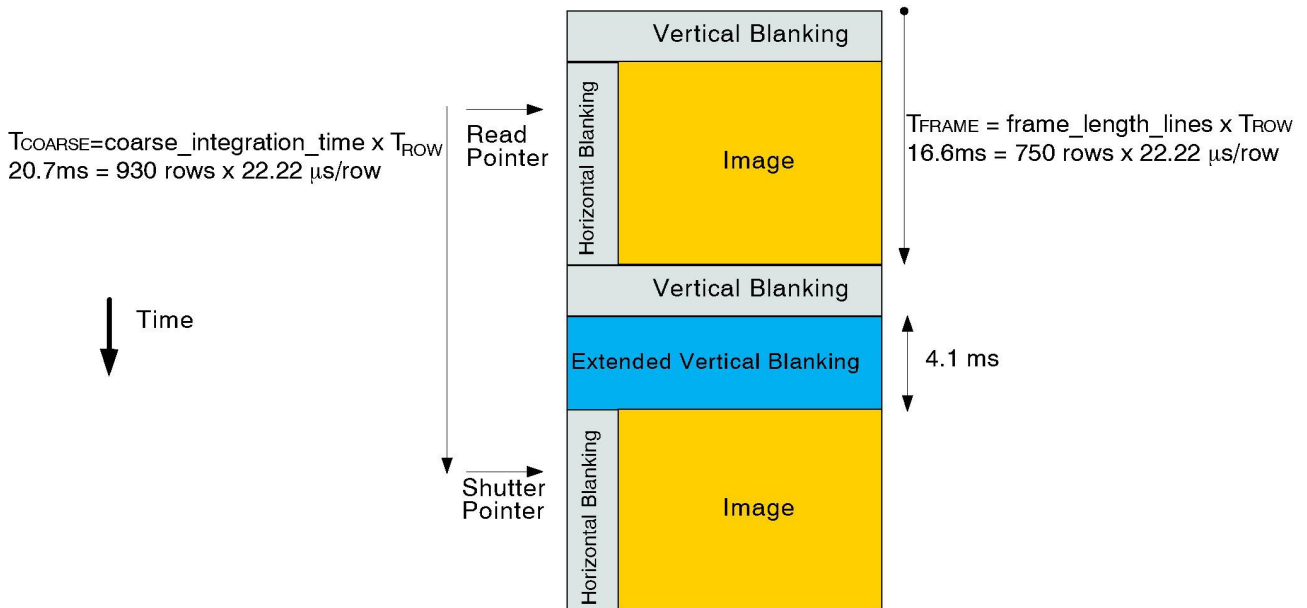 Vertical Blanking
TCOARSE=coarse_integration_time x TROW
20.7ms = 930 rows x 22.22 μs/row
Read
Pointer
Horizontal Blanking
Image
TFRAME = frame_length_lines x TROW
16.6ms = 750 rows x 22.22 μs/row
Vertical Blanking
Time
Extended Vertical Blanking
4.1 ms
Shutter
Pointer
Horizontal Blanking
Image